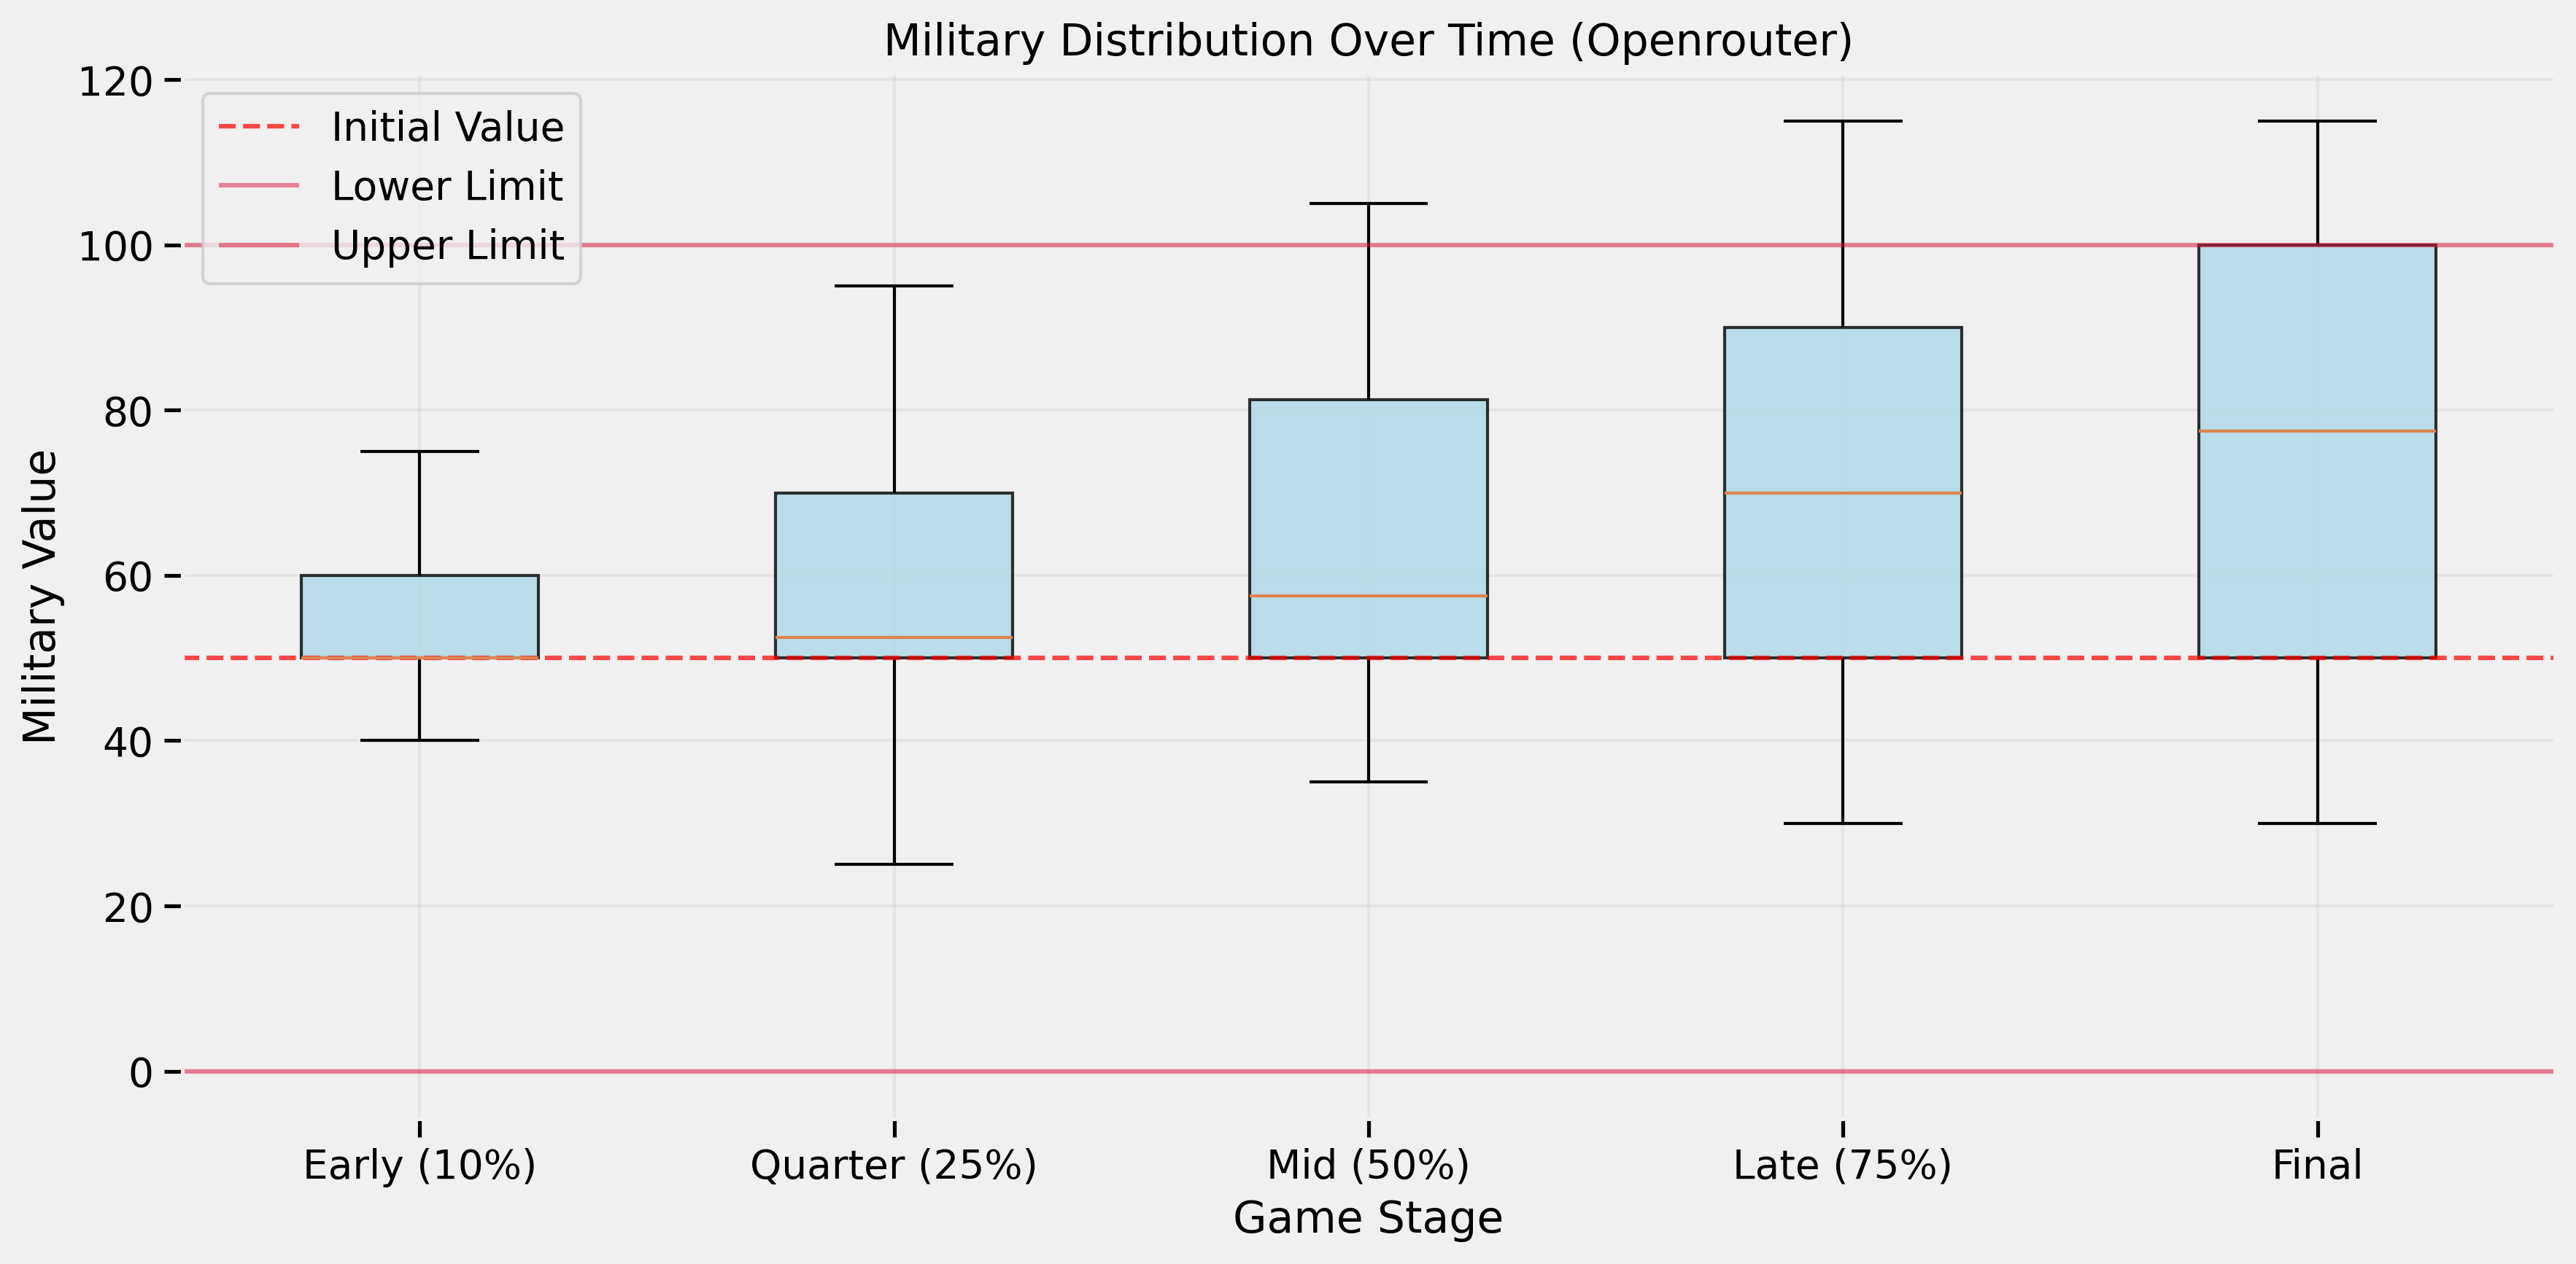 Military Distribution Over Time (Openrouter)
120
100
80
60
40
20
0
Military Value
Initial Value
Lower Limit
Upper Limit
Early (10%)
Quarter (25%)
Mid (50%)
Late (75%)
Final
Game Stage